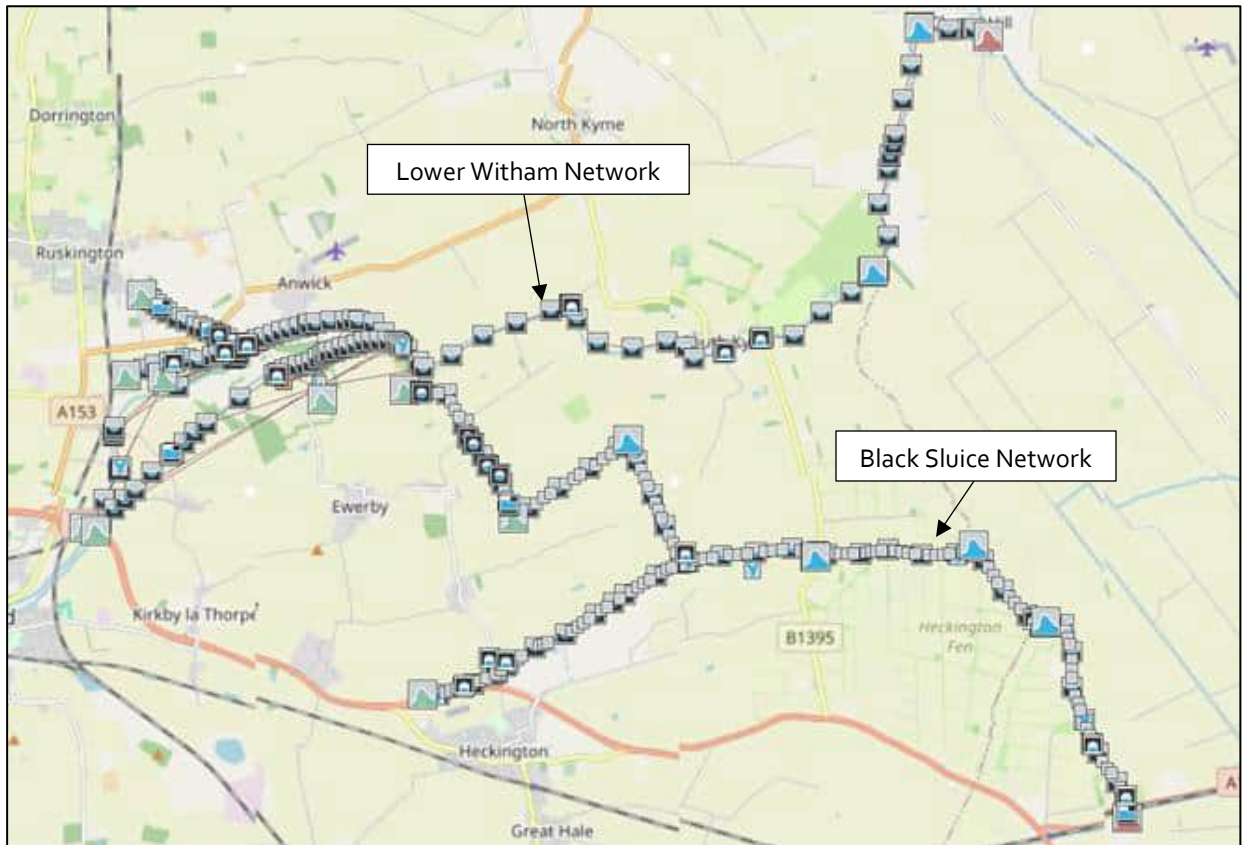 Dorrington
North Kyme
Lower Witham Network
Ruskington
Anwick
A153
Black Sluice Network
Ewerby
Kirkby la Thorpe
B1395
Heckington
Fen
Heckington
Great Hale